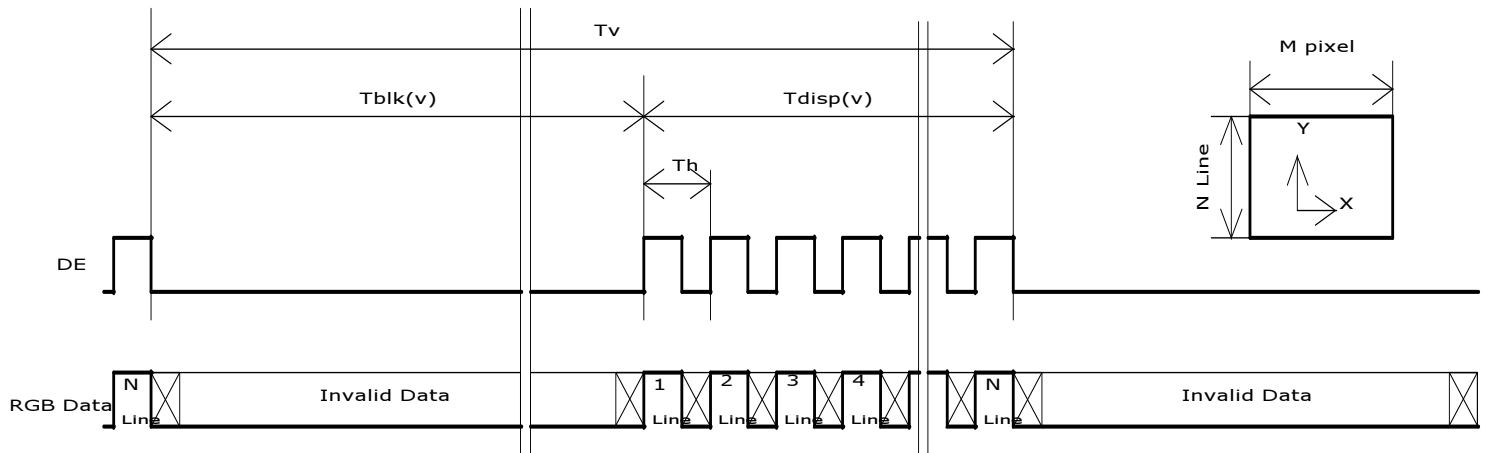 Tv
M pixel
Tblk(v)
Tdisp(v)
Y
N Line
Th
X
DE
RGB Data
N
Line
Invalid Data
1
Line
2
Line
3
Line
4
Line
N
Line
Invalid Data